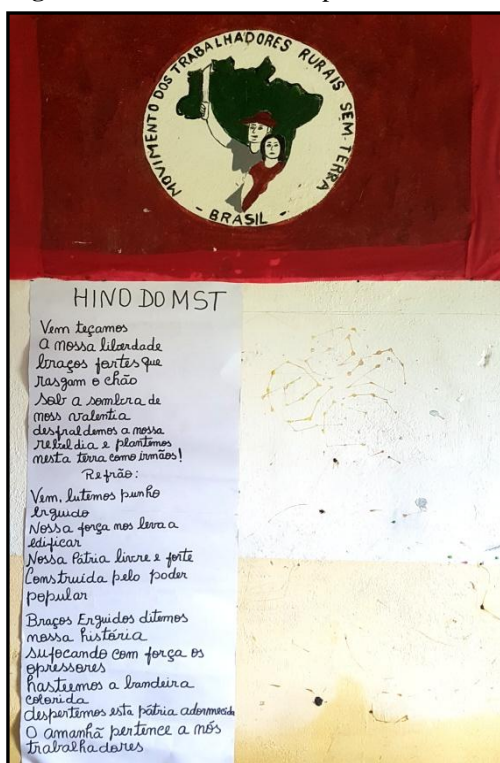 MOVIMENTO DOS TRABALHADORES RURAIS SEM TERRA
- BRASIL -
HINO DO MST
Vem teçamos
a nossa liberdade
braços fortes que
rasgam o chão
sob a sombra de
noss valentia
desfraldemos a nossa
rebeldia e plantemos
nesta terra como irmãos!
Refrão:
Vem, lutemos punho
erguido
Nossa força nos leva a
edificar
Nossa Pátria livre e forte
Construída pelo poder
popular
Braços Erguidos ditemos
nossa história
sufocando com força os
opressores
hasteemos a bandeira
colorida
despertemos esta pátria adormecida
O amanhã pertence a nós
trabalhadores